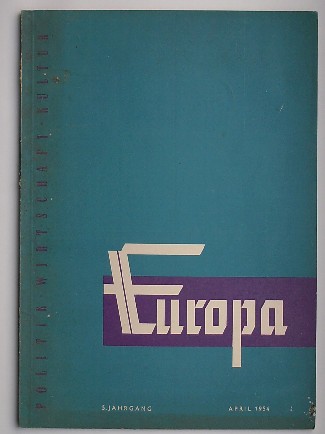 POLITIK · WIRTSCHAFT · KULTUR
Europa
5. JAHRGANG
APRIL 1954